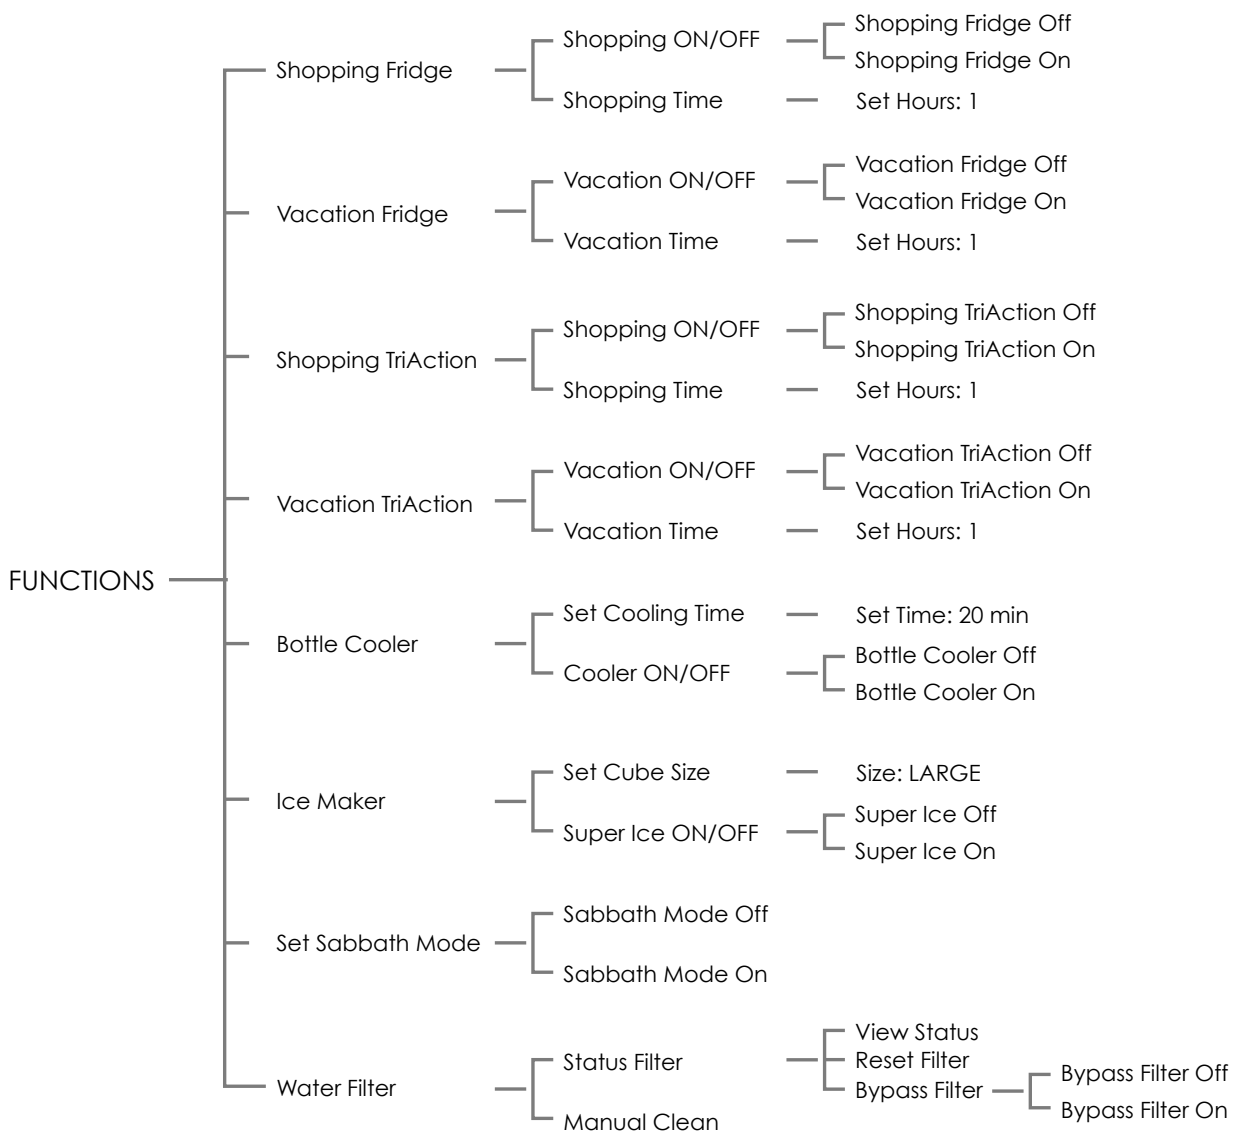 FUNCTIONS
Shopping Fridge
Shopping ON/OFF
Shopping Fridge Off
Shopping Fridge On
Shopping Time
Set Hours: 1
Vacation Fridge
Vacation ON/OFF
Vacation Fridge Off
Vacation Fridge On
Vacation Time
Set Hours: 1
Shopping TriAction
Shopping ON/OFF
Shopping TriAction Off
Shopping TriAction On
Shopping Time
Set Hours: 1
Vacation TriAction
Vacation ON/OFF
Vacation TriAction Off
Vacation TriAction On
Vacation Time
Set Hours: 1
Bottle Cooler
Set Cooling Time
Set Time: 20 min
Cooler ON/OFF
Bottle Cooler Off
Bottle Cooler On
Ice Maker
Set Cube Size
Size: LARGE
Super Ice ON/OFF
Super Ice Off
Super Ice On
Set Sabbath Mode
Sabbath Mode Off
Sabbath Mode On
Water Filter
Status Filter
View Status
Reset Filter
Bypass Filter
Bypass Filter Off
Bypass Filter On
Manual Clean